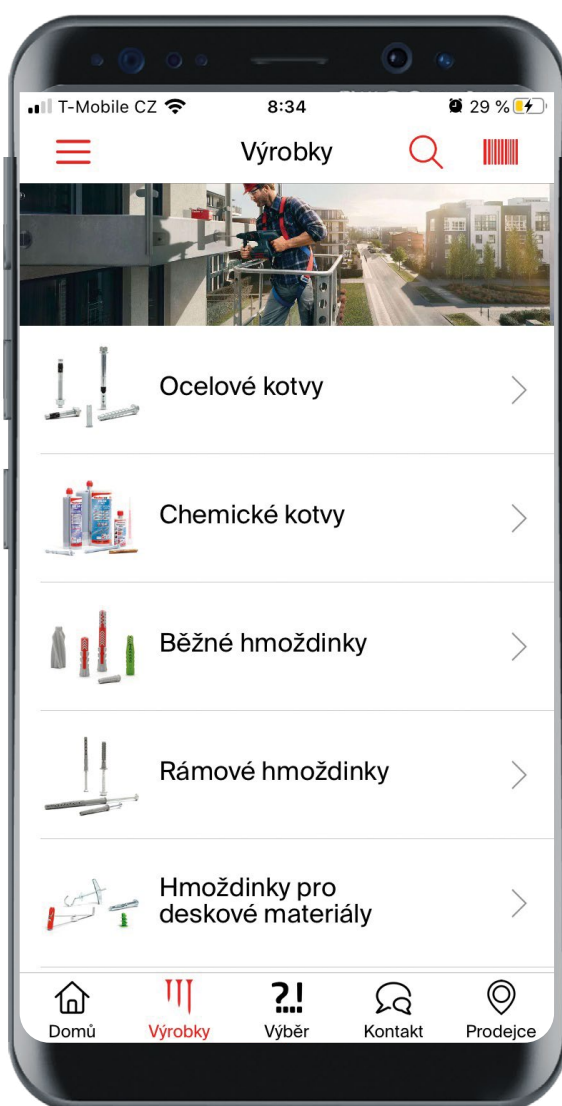 T-Mobile CZ 8:34 29 %
Výrobky
Ocelové kotvy
Chemické kotvy
Běžné hmoždinky
Rámové hmoždinky
Hmoždinky pro
deskové materiály
?!
Domů Výrobky Výběr Kontakt Prodejce